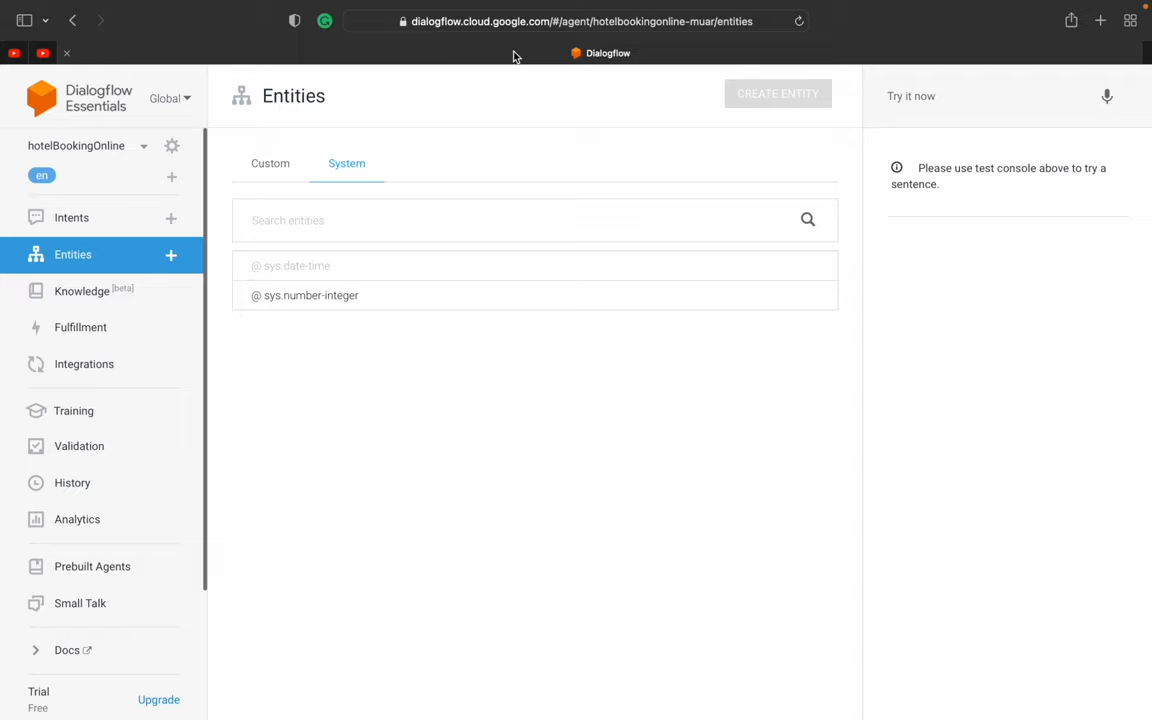 dialogflow.cloud.google.com/#/agent/hotelbookingonline-muar/entities
Dialogflow
Dialogflow
Essentials
Global
hotelBookingOnline
en
Intents
Entities
Knowledge [beta]
Fulfillment
Integrations
Training
Validation
History
Analytics
Prebuilt Agents
Small Talk
Docs
Trial
Free
Upgrade
Entities
CREATE ENTITY
Custom
System
Search entities
@ sys.date-time
@ sys.number-integer
Try it now
Please use test console above to try a
sentence.